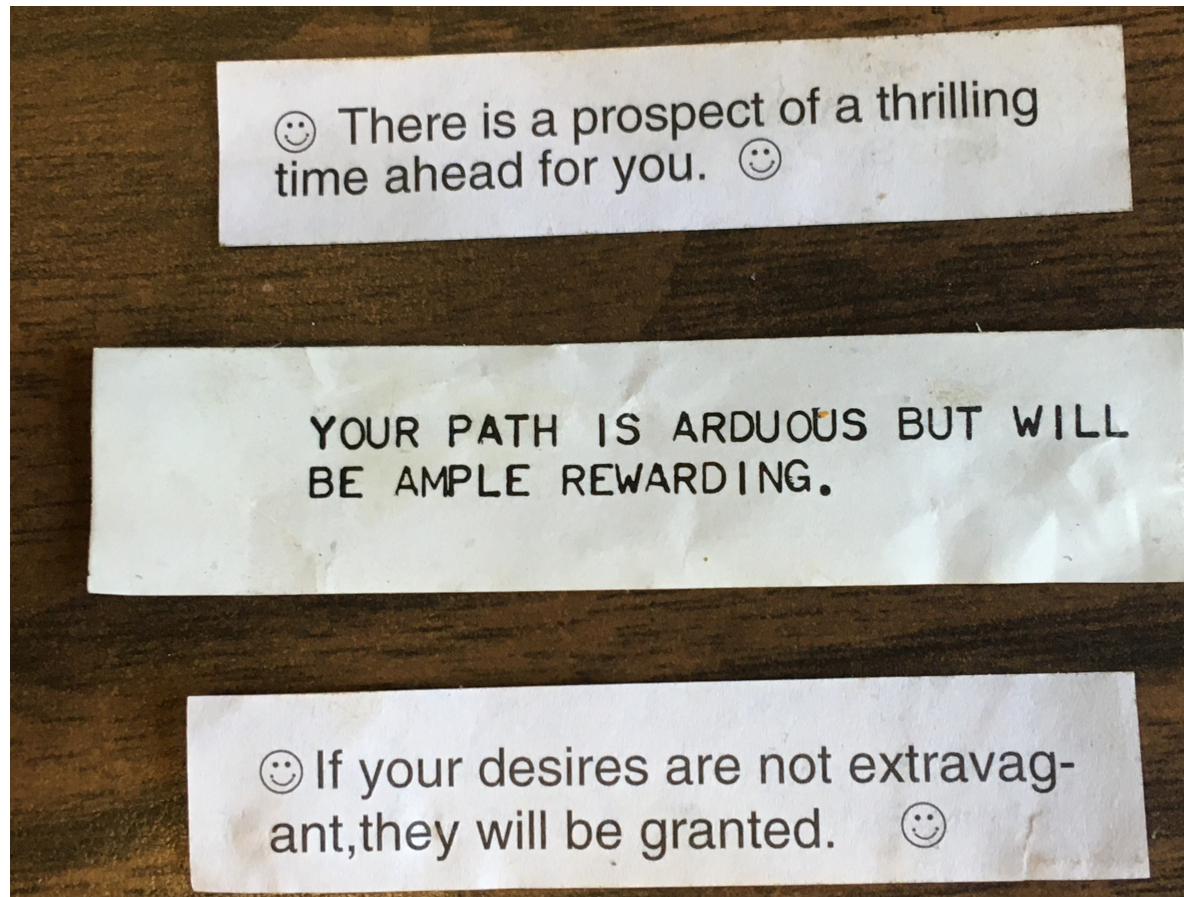 ☺ There is a prospect of a thrilling
time ahead for you. ☺
YOUR PATH IS ARDUOUS BUT WILL
BE AMPLE REWARDING.
☺ If your desires are not extravag-
ant,they will be granted. ☺